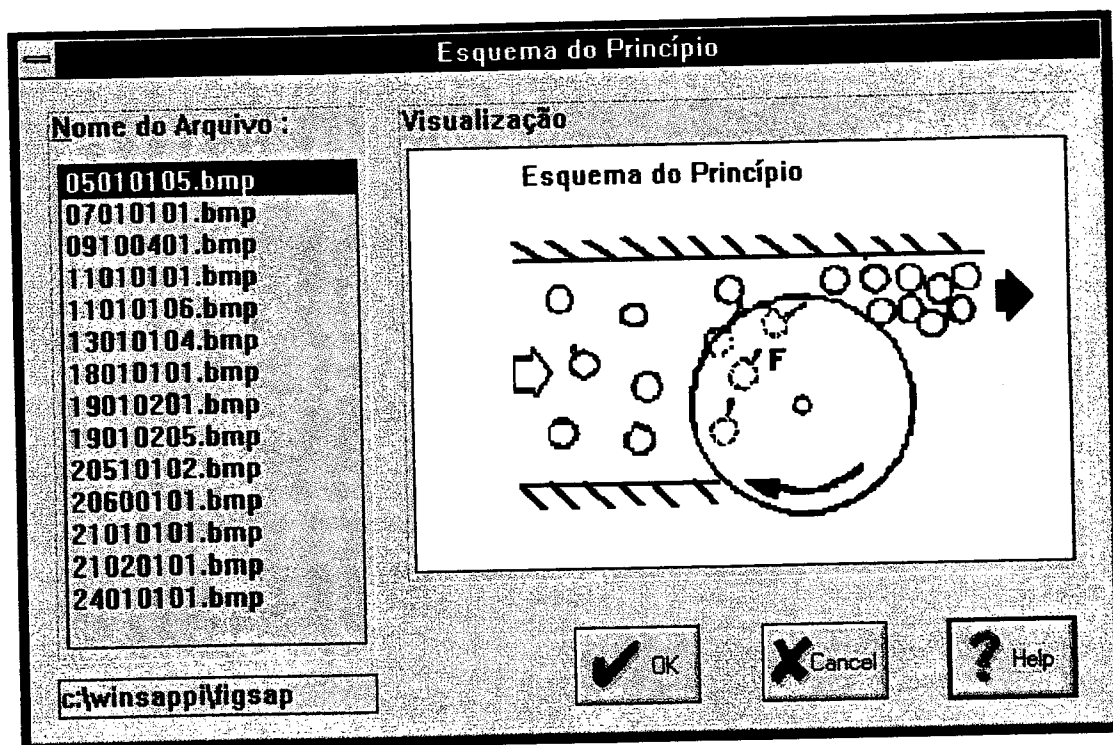 Esquema do Princípio
Nome do Arquivo :
05010105.bmp
07010101.bmp
09100401.bmp
11010101.bmp
11010106.bmp
13010104.bmp
18010101.bmp
19010201.bmp
19010205.bmp
20510102.bmp
20600101.bmp
21010101.bmp
21020101.bmp
24010101.bmp
c:\winsappi\figsap
Visualização
Esquema do Princípio
F
OK
Cancel
? Help